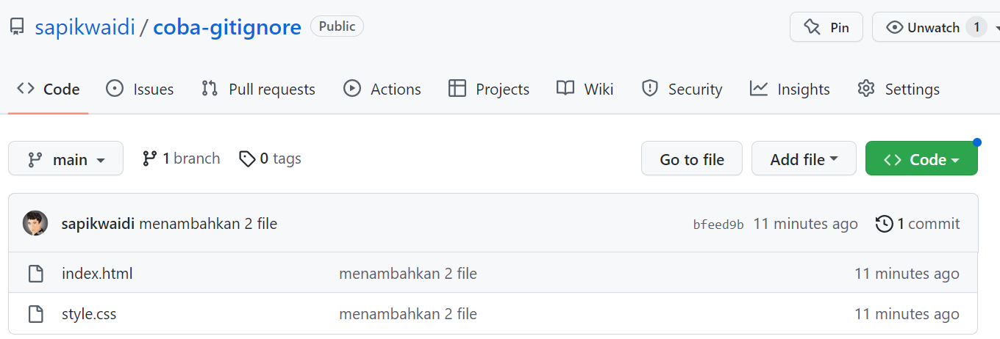 sapikwaidi / coba-gitignore Public Pin Unwatch 1
Code Issues Pull requests Actions Projects Wiki Security Insights Settings
main 1 branch 0 tags Go to file Add file Code
sapikwaidi menambahkan 2 file bfeed9b 11 minutes ago 1 commit
index.html menambahkan 2 file 11 minutes ago
style.css menambahkan 2 file 11 minutes ago